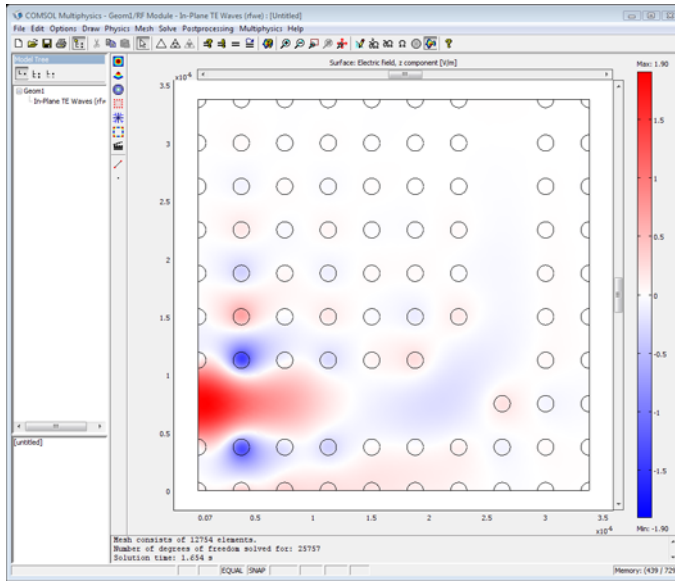 COMSOL Multiphysics - Geom1/RF Module - In-Plane TE Waves (rfwe) : [Untitled]
File Edit Options Draw Physics Mesh Solve Postprocessing Multiphysics Help
Model Tree
Geom1
In-Plane TE Waves (rfw
[untitled]
Surface: Electric field, z component [V/m]
x10⁻⁶
3.5
3
2.5
2
1.5
1
0.5
0
0.07 0.5 1 1.5 2 2.5 3 3.5
x10⁻⁶
Max: 1.90
1.5
1
0.5
0
-0.5
-1
-1.5
Min: -1.90
Mesh consists of 12754 elements.
Number of degrees of freedom solved for: 25757
Solution time: 1.654 s
EQUAL SNAP
Memory: (439 / 729